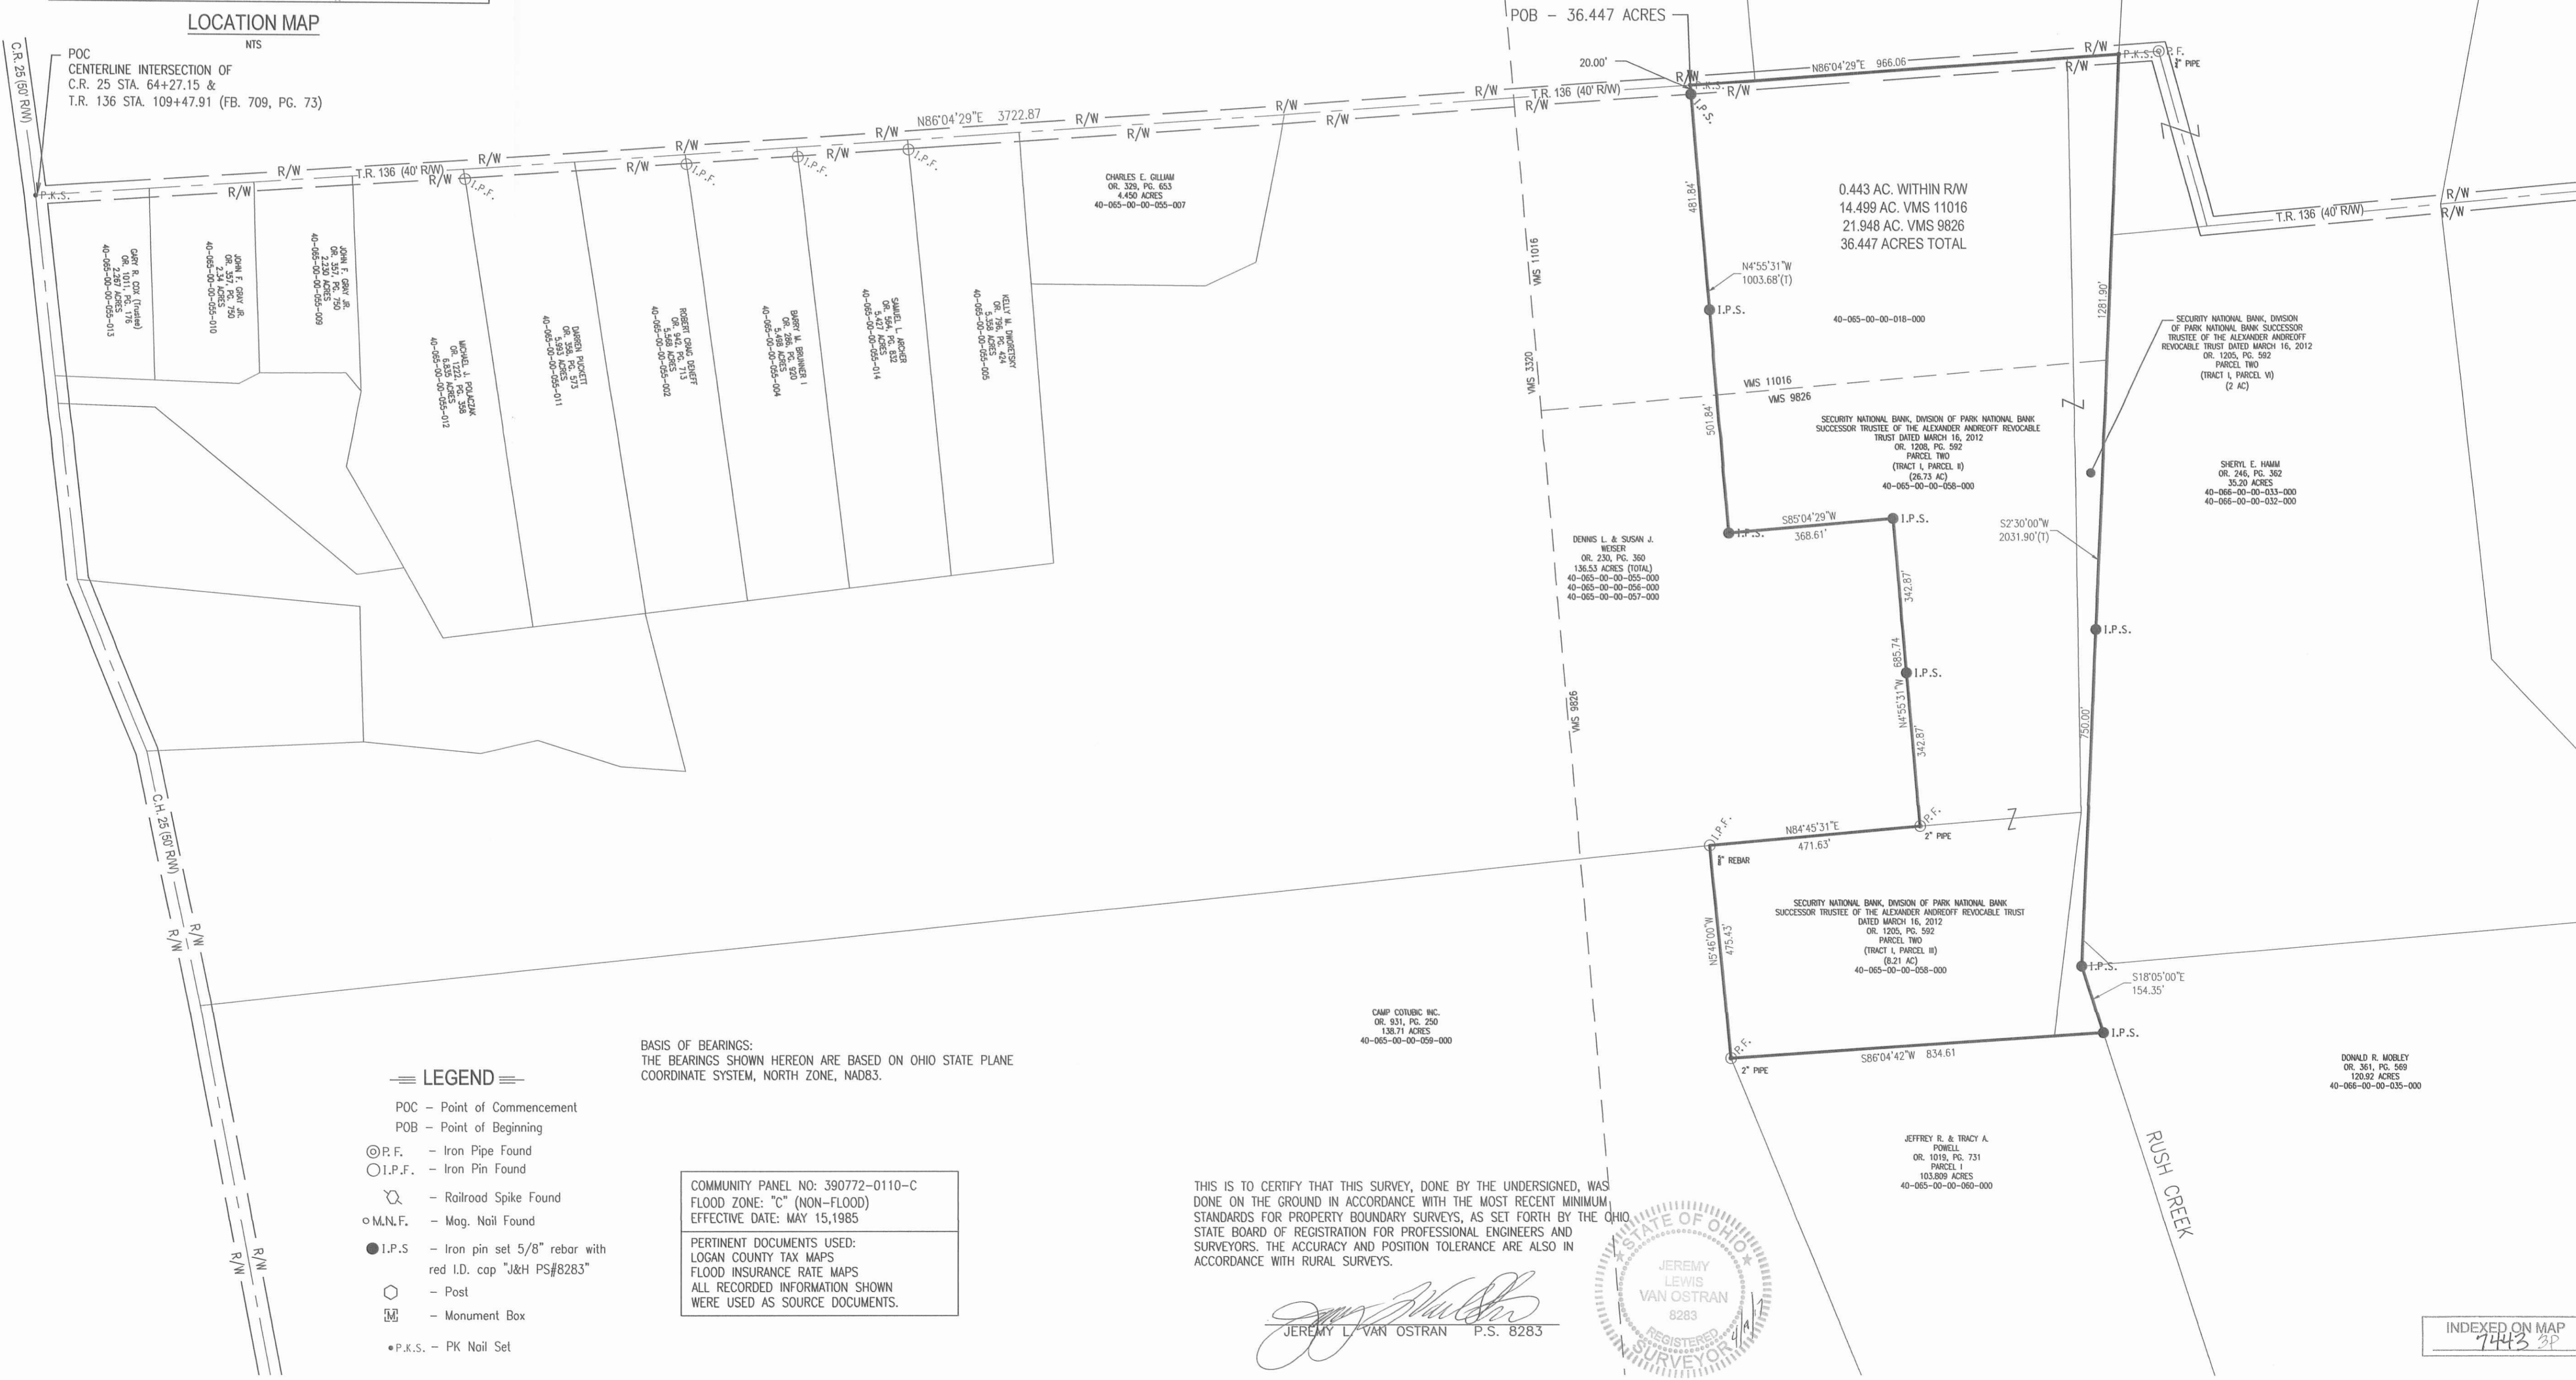 LOCATION MAP
NTS
POC
CENTERLINE INTERSECTION OF
C.R. 25 STA. 64+27.15 &
T.R. 136 STA. 109+47.91 (FB. 709, PG. 73)
C.R. 25 (50' R/W)
P.K.S.
R/W
R/W
T.R. 136 (40' R/W)
R/W
R/W
I.P.F.
R/W
R/W
I.P.F.
I.P.F.
R/W
R/W
I.P.F.
N86°04'29"E 3722.87
R/W
R/W
R/W
R/W
R/W
T.R. 136 (40' R/W)
R/W
POB - 36.447 ACRES
20.00'
R/W
P.K.S.
R/W
I.P.S.
N86°04'29"E 966.06
R/W
R/W
P.K.S.
P.F.
PIPE
T.R. 136 (40' R/W)
R/W
R/W
GARY R. COX (Trustee)
OR. 1011, PG. 176
2.267 ACRES
40-065-00-00-055-013
JOHN F. GRAY JR.
OR. 357, PG. 750
2.34 ACRES
40-065-00-00-055-010
JOHN F. GRAY JR.
OR. 357, PG. 750
2.230 ACRES
40-065-00-00-055-009
MICHAEL J. POLACZAK
OR. 1222, PG. 358
6.835 ACRES
40-065-00-00-055-012
DARREN PUCKETT
OR. 358, PG. 573
5.993 ACRES
40-065-00-00-055-011
ROBERT CRAIG DENEFF
OR. 942, PG. 713
5.568 ACRES
40-065-00-00-055-002
BARRY M. BRUNNER I
OR. 286, PG. 920
5.498 ACRES
40-065-00-00-055-004
SAMUEL L. ARCHER
OR. 564, PG. 835
5.427 ACRES
40-065-00-00-055-014
KELLY M. DWORETSKY
OR. 796, PG. 424
5.358 ACRES
40-065-00-00-055-005
CHARLES E. GILLIAM
OR. 329, PG. 653
4.450 ACRES
40-065-00-00-055-007
VMS 11016
VMS 3320
VMS 9826
481.84'
N4°55'31"W
1003.68'(T)
I.P.S.
501.84'
0.443 AC. WITHIN R/W
14.499 AC. VMS 11016
21.948 AC. VMS 9826
36.447 ACRES TOTAL
40-065-00-00-018-000
VMS 11016
VMS 9826
1281.90'
SECURITY NATIONAL BANK, DIVISION
OF PARK NATIONAL BANK SUCCESSOR
TRUSTEE OF THE ALEXANDER ANDREOFF
REVOCABLE TRUST DATED MARCH 16, 2012
OR. 1205, PG. 592
PARCEL TWO
(TRACT I, PARCEL VI)
(2 AC)
SECURITY NATIONAL BANK, DIVISION OF PARK NATIONAL BANK
SUCCESSOR TRUSTEE OF THE ALEXANDER ANDREOFF REVOCABLE
TRUST DATED MARCH 16, 2012
OR. 1208, PG. 592
PARCEL TWO
(TRACT I, PARCEL II)
(26.73 AC)
40-065-00-00-058-000
SHERYL E. HAMM
OR. 246, PG. 362
35.20 ACRES
40-066-00-00-033-000
40-066-00-00-032-000
S2°30'00"W
2031.90'(T)
I.P.S.
S85°04'29"W
368.61'
I.P.S.
DENNIS L. & SUSAN J.
WEISER
OR. 230, PG. 360
136.53 ACRES (TOTAL)
40-065-00-00-055-000
40-065-00-00-056-000
40-065-00-00-057-000
342.87'
685.74
I.P.S.
N4°55'31"W
342.87'
I.P.S.
750.00'
I.P.F.
REBAR
N84°45'31"E
471.63'
P.F.
2" PIPE
N5°46'00"W
475.43'
SECURITY NATIONAL BANK, DIVISION OF PARK NATIONAL BANK
SUCCESSOR TRUSTEE OF THE ALEXANDER ANDREOFF REVOCABLE TRUST
DATED MARCH 16, 2012
OR. 1205, PG. 592
PARCEL TWO
(TRACT I, PARCEL III)
(8.21 AC)
40-065-00-00-058-000
I.P.S.
S18°05'00"E
154.35'
I.P.S.
P.F.
2" PIPE
S86°04'42"W 834.61
CAMP COTUBIC INC.
OR. 931, PG. 250
138.71 ACRES
40-065-00-00-059-000
DONALD R. MOBLEY
OR. 361, PG. 569
120.92 ACRES
40-066-00-00-035-000
JEFFREY R. & TRACY A.
POWELL
OR. 1019, PG. 731
PARCEL I
103.809 ACRES
40-065-00-00-060-000
RUSH CREEK
C.H. 25 (50' R/W)
R/W
R/W
R/W
R/W
LEGEND
POC - Point of Commencement
POB - Point of Beginning
P.F. - Iron Pipe Found
I.P.F. - Iron Pin Found
- Railroad Spike Found
M.N.F. - Mag. Nail Found
I.P.S - Iron pin set 5/8" rebar with
red I.D. cap "J&H PS#8283"
- Post
M - Monument Box
P.K.S. - PK Nail Set
BASIS OF BEARINGS:
THE BEARINGS SHOWN HEREON ARE BASED ON OHIO STATE PLANE
COORDINATE SYSTEM, NORTH ZONE, NAD83.
COMMUNITY PANEL NO: 390772-0110-C
FLOOD ZONE: "C" (NON-FLOOD)
EFFECTIVE DATE: MAY 15,1985
PERTINENT DOCUMENTS USED:
LOGAN COUNTY TAX MAPS
FLOOD INSURANCE RATE MAPS
ALL RECORDED INFORMATION SHOWN
WERE USED AS SOURCE DOCUMENTS.
THIS IS TO CERTIFY THAT THIS SURVEY, DONE BY THE UNDERSIGNED, WAS
DONE ON THE GROUND IN ACCORDANCE WITH THE MOST RECENT MINIMUM
STANDARDS FOR PROPERTY BOUNDARY SURVEYS, AS SET FORTH BY THE OHIO
STATE BOARD OF REGISTRATION FOR PROFESSIONAL ENGINEERS AND
SURVEYORS. THE ACCURACY AND POSITION TOLERANCE ARE ALSO IN
ACCORDANCE WITH RURAL SURVEYS.
JEREMY L. VAN OSTRAN P.S. 8283
STATE OF OHIO
JEREMY
LEWIS
VAN OSTRAN
8283
REGISTERED
SURVEYOR
INDEXED ON MAP
7443 3P